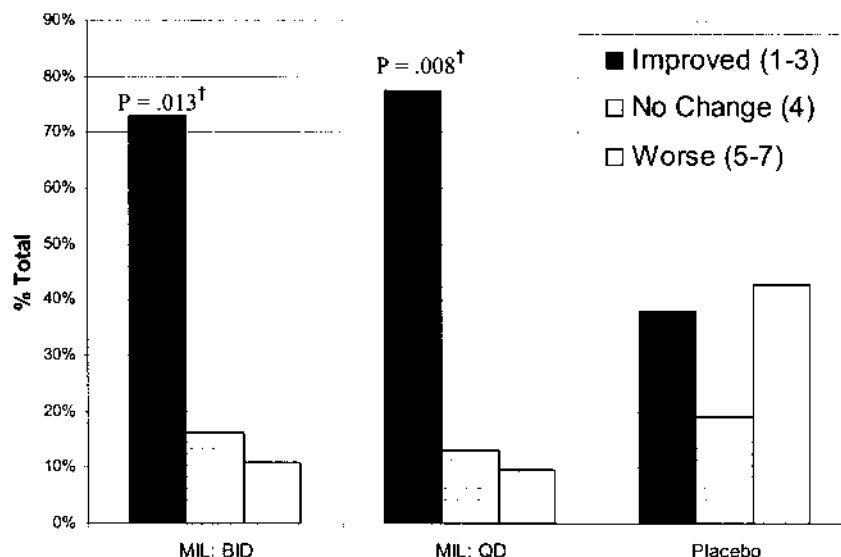 90%
80%
70%
60%
50%
40%
30%
20%
10%
0%
% Total
P = .013†
P = .008†
Improved (1-3)
No Change (4)
Worse (5-7)
MIL: BID
MIL: QD
Placebo